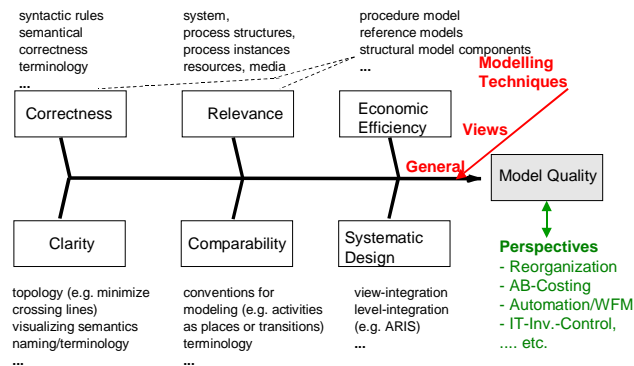 syntactic rules
semantical
correctness
terminology
...
system,
process structures,
process instances
resources, media
procedure model
reference models
structural model components
...
Modelling
Techniques
Correctness
Relevance
Economic
Efficiency
Views
General
Model Quality
Clarity
Comparability
Systematic
Design
Perspectives
- Reorganization
- AB-Costing
- Automation/WFM
- IT-Inv.-Control,
.... etc.
topology (e.g. minimize
crossing lines)
visualizing semantics
naming/terminology
...
conventions for
modeling (e.g. activities
as places or transitions)
terminology
...
view-integration
level-integration
(e.g. ARIS)
...